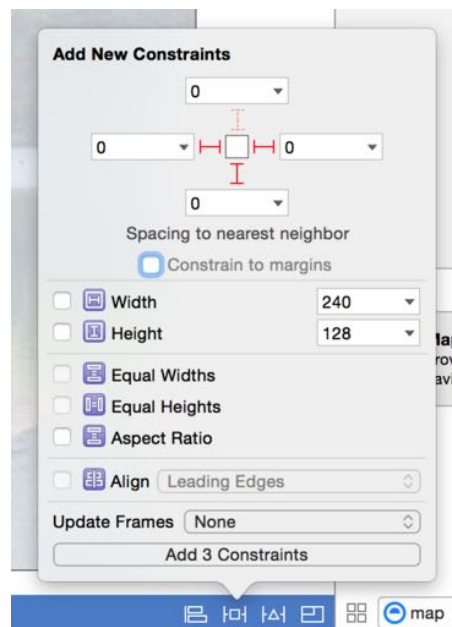 Add New Constraints
0
0
0
0
Spacing to nearest neighbor
Constrain to margins
Width 240
Height 128
Equal Widths
Equal Heights
Aspect Ratio
Align Leading Edges
Update Frames None
Add 3 Constraints
map